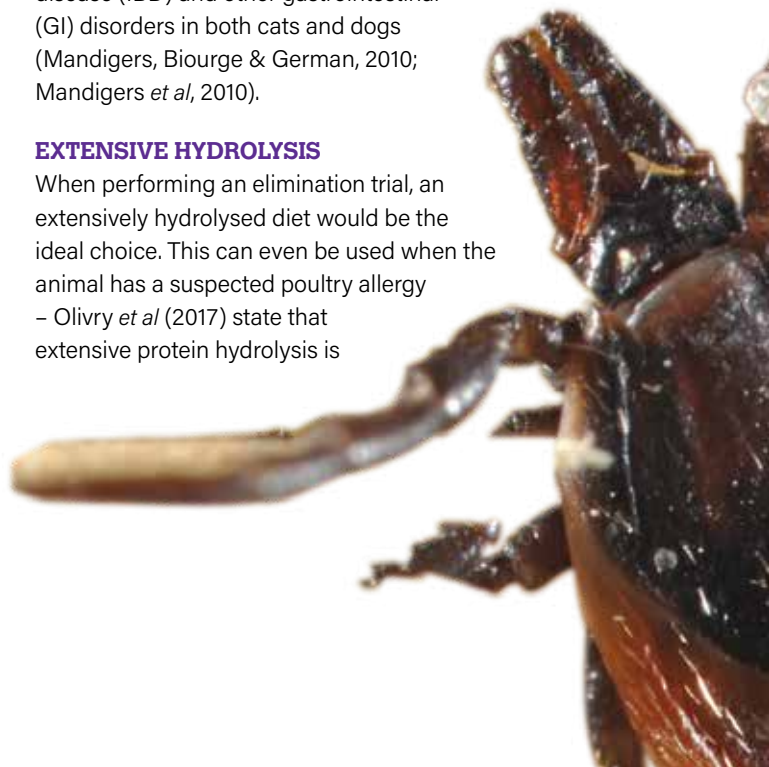 (GI) disorders in both cats and dogs
(Mandigers, Biourge & German, 2010;
Mandigers et al, 2010).
EXTENSIVE HYDROLYSIS
When performing an elimination trial, an
extensively hydrolysed diet would be the
ideal choice. This can even be used when the
animal has a suspected poultry allergy
– Olivry et al (2017) state that
extensive protein hydrolysis is